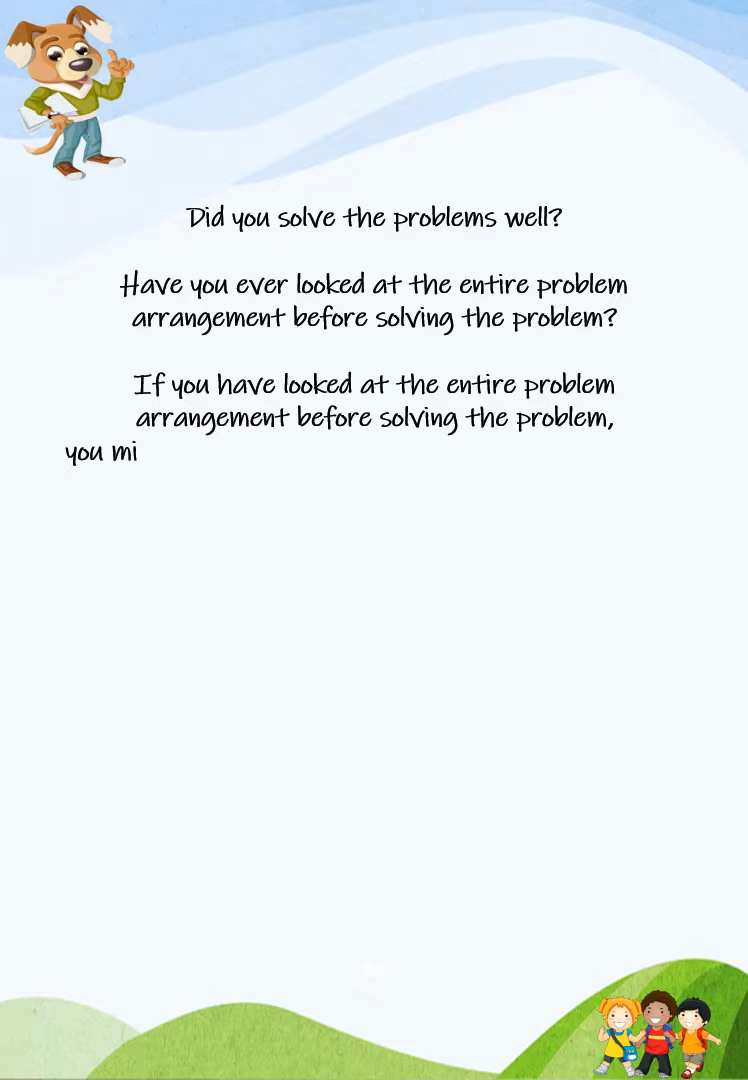 Did you solve the problems well?
Have you ever looked at the entire problem
arrangement before solving the problem?
If you have looked at the entire problem
arrangement before solving the problem,
you mi